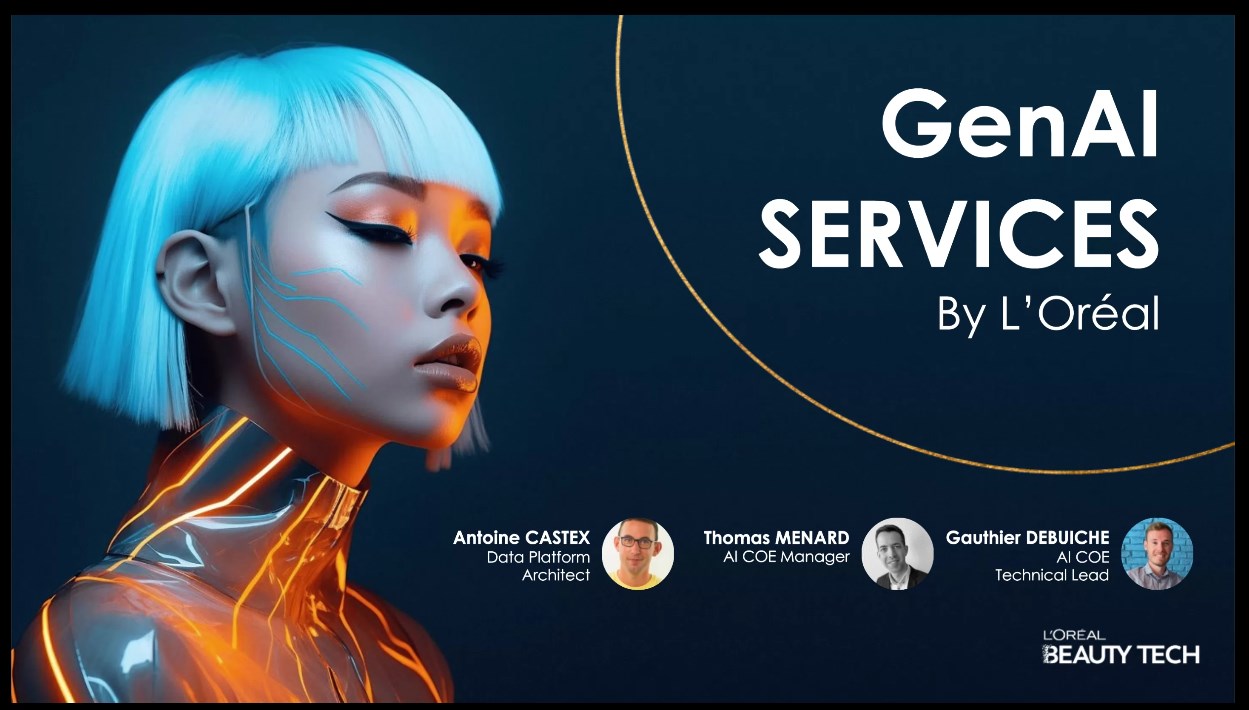 GenAI
SERVICES
By L’Oréal
Antoine CASTEX
Data Platform
Architect
Thomas MENARD
AI COE Manager
Gauthier DEBUICHE
AI COE
Technical Lead
L’ORÉAL
BEAUTY TECH